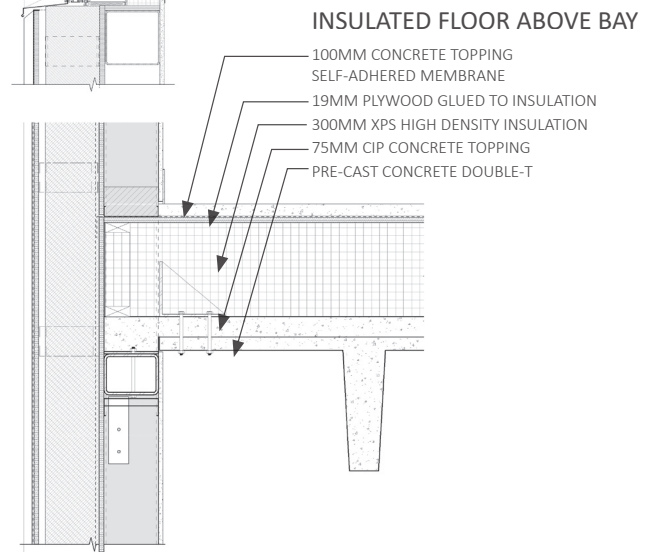 INSULATED FLOOR ABOVE BAY
100MM CONCRETE TOPPING
SELF-ADHERED MEMBRANE
19MM PLYWOOD GLUED TO INSULATION
300MM XPS HIGH DENSITY INSULATION
75MM CIP CONCRETE TOPPING
PRE-CAST CONCRETE DOUBLE-T